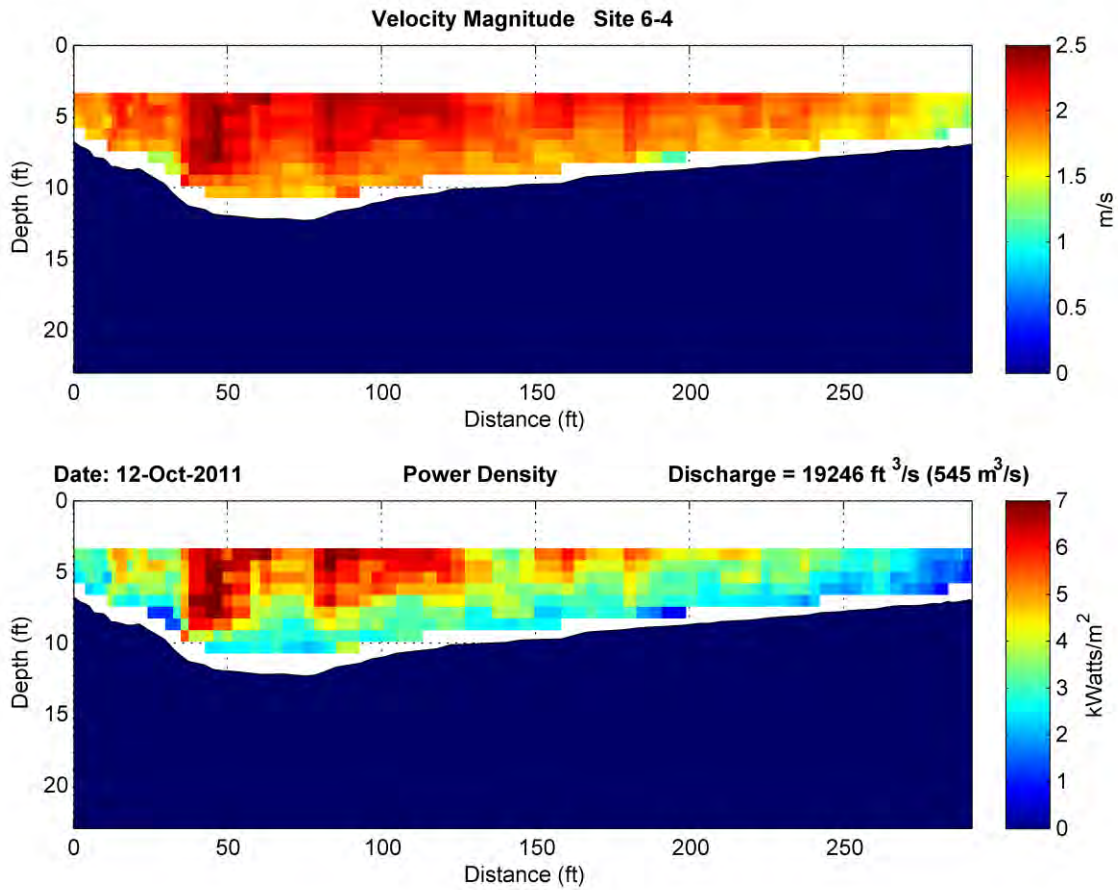 Velocity Magnitude Site 6-4
0
5
10
15
20
Depth (ft)
0 50 100 150 200 250
Distance (ft)
2.5
2
1.5
1
0.5
0
m/s
Date: 12-Oct-2011 Power Density Discharge = 19246 ft ³/s (545 m³/s)
0
5
10
15
20
Depth (ft)
0 50 100 150 200 250
Distance (ft)
7
6
5
4
3
2
1
0
kWatts/m²